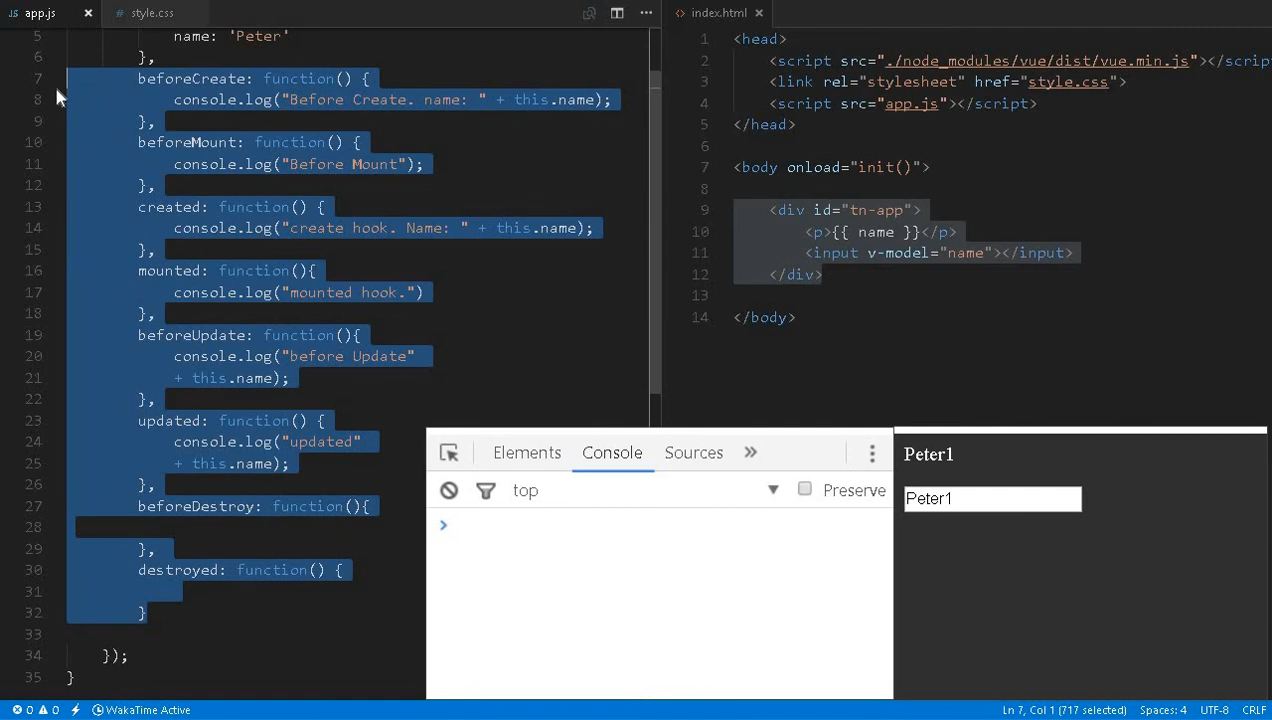 app.js
style.css
5 name: 'Peter'
6 },
7 beforeCreate: function() {
8 console.log("Before Create. name: " + this.name);
9 },
10 beforeMount: function() {
11 console.log("Before Mount");
12 },
13 created: function() {
14 console.log("create hook. Name: " + this.name);
15 },
16 mounted: function(){
17 console.log("mounted hook.")
18 },
19 beforeUpdate: function(){
20 console.log("before Update"
21 + this.name);
22 },
23 updated: function() {
24 console.log("updated"
25 + this.name);
26 },
27 beforeDestroy: function(){
28
29 },
30 destroyed: function() {
31
32 }
33
34 });
35 }
index.html
1 <head>
2 <script src="./node_modules/vue/dist/vue.min.js"></scrip
3 <link rel="stylesheet" href="style.css">
4 <script src="app.js"></script>
5 </head>
6
7 <body onload="init()">
8
9 <div id="tn-app">
10 <p>{{ name }}</p>
11 <input v-model="name"></input>
12 </div>
13
14 </body>
Elements Console Sources »
top ▼ Preserve
Peter1
Peter1
0 0 WakaTime Active Ln 7, Col 1 (717 selected) Spaces: 4 UTF-8 CRLF